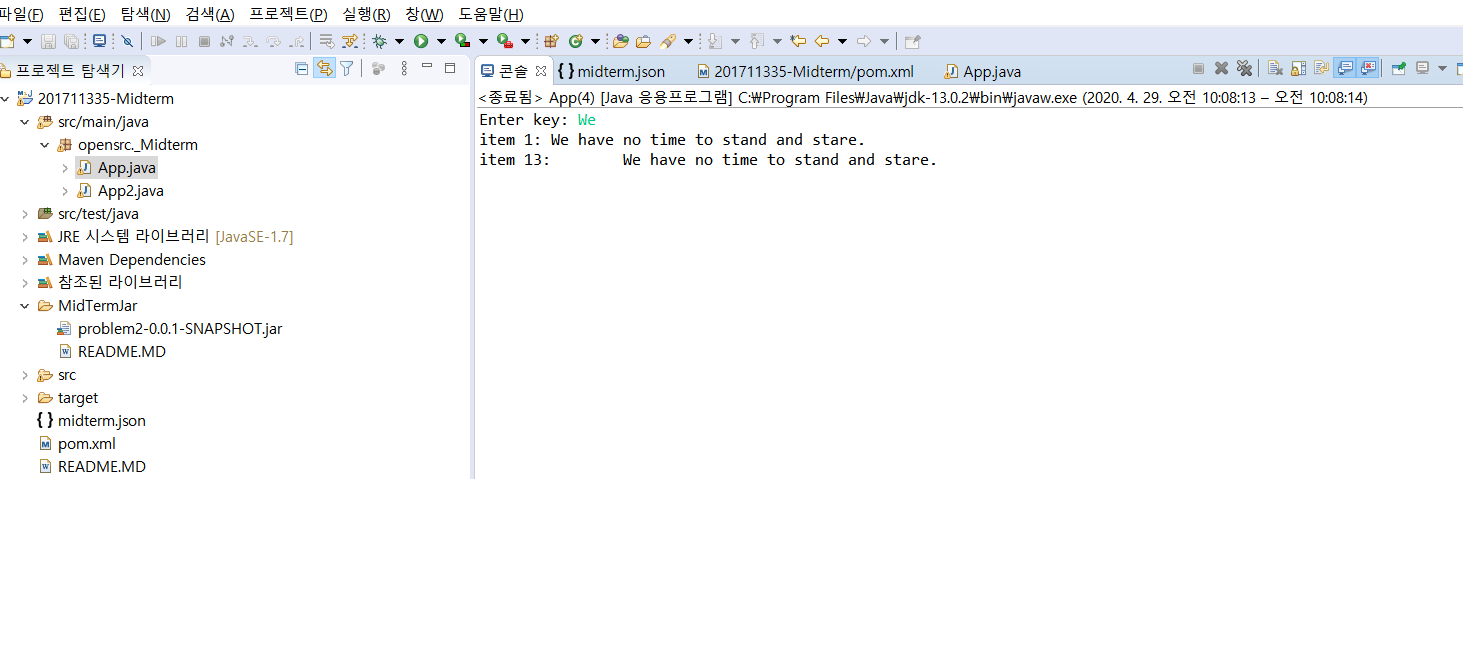 파일(F) 편집(E) 탐색(N) 검색(A) 프로젝트(P) 실행(R) 창(W) 도움말(H)
프로젝트 탐색기
201711335-Midterm
src/main/java
opensrc._Midterm
App.java
App2.java
src/test/java
JRE 시스템 라이브러리 [JavaSE-1.7]
Maven Dependencies
참조된 라이브러리
MidTermJar
problem2-0.0.1-SNAPSHOT.jar
README.MD
src
target
{ } midterm.json
pom.xml
README.MD
콘솔 { } midterm.json 201711335-Midterm/pom.xml App.java
<종료됨> App(4) [Java 응용프로그램] C:₩Program Files₩Java₩jdk-13.0.2₩bin₩javaw.exe (2020. 4. 29. 오전 10:08:13 – 오전 10:08:14)
Enter key: We
item 1: We have no time to stand and stare.
item 13: We have no time to stand and stare.